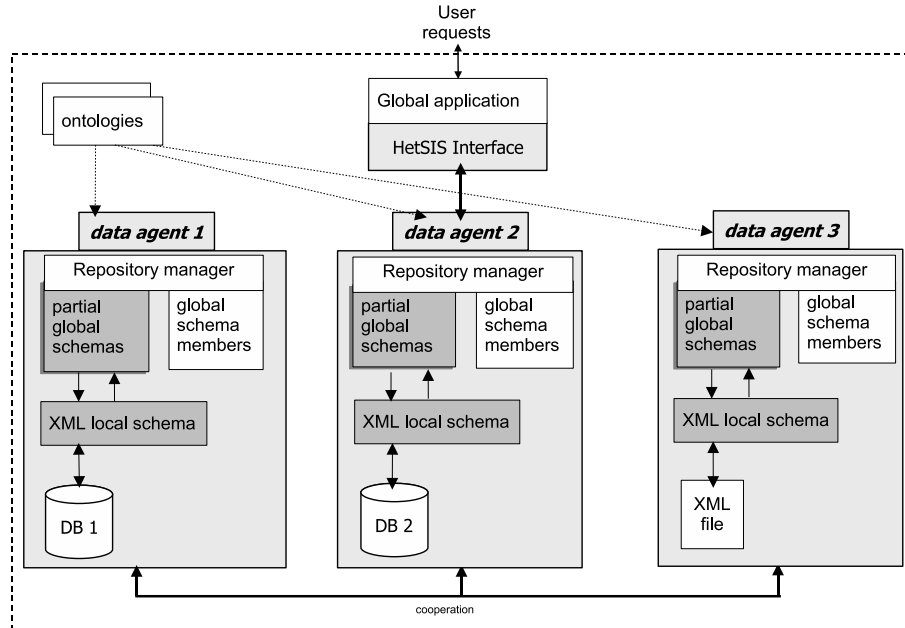 User
requests
Global application
HetSIS Interface
ontologies
data agent 1
data agent 2
data agent 3
Repository manager
partial
global
schemas
global
schema
members
XML local schema
DB 1
Repository manager
partial
global
schemas
global
schema
members
XML local schema
DB 2
Repository manager
partial
global
schemas
global
schema
members
XML local schema
XML
file
cooperation